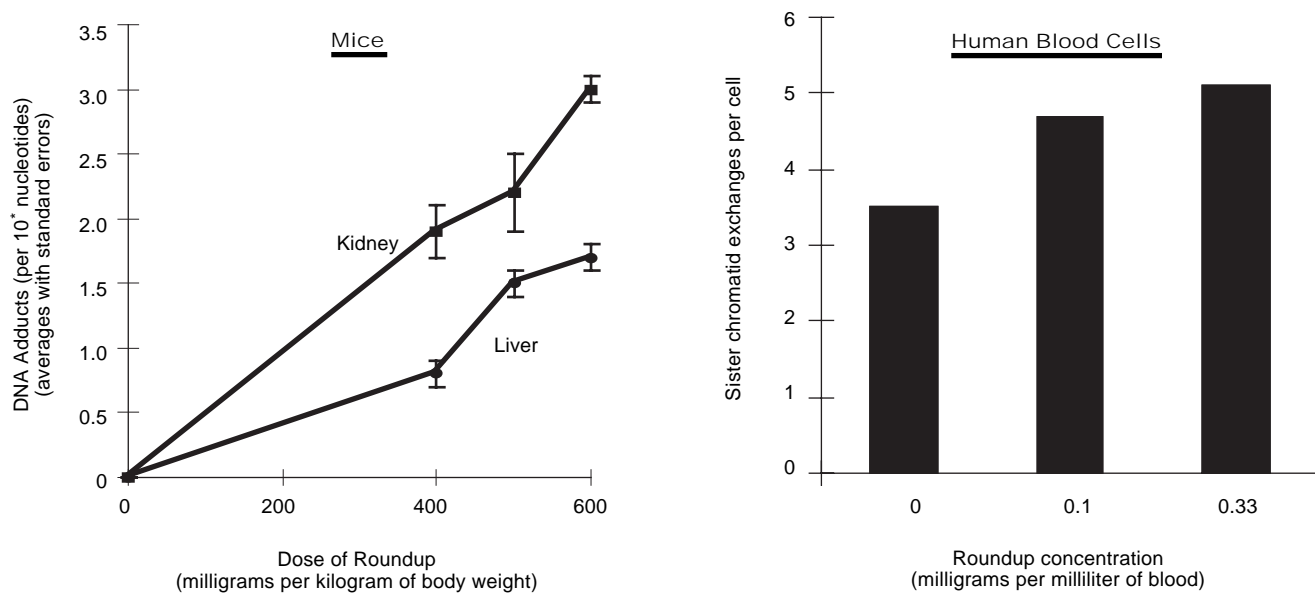 Mice
DNA Adducts (per 10* nucleotides)
(averages with standard errors)
3.5
3.0
2.5
2.0
1.5
1.0
0.5
0
Kidney
Liver
0 200 400 600
Dose of Roundup
(milligrams per kilogram of body weight)
Human Blood Cells
Sister chromatid exchanges per cell
6
5
4
3
2
1
0
0 0.1 0.33
Roundup concentration
(milligrams per milliliter of blood)